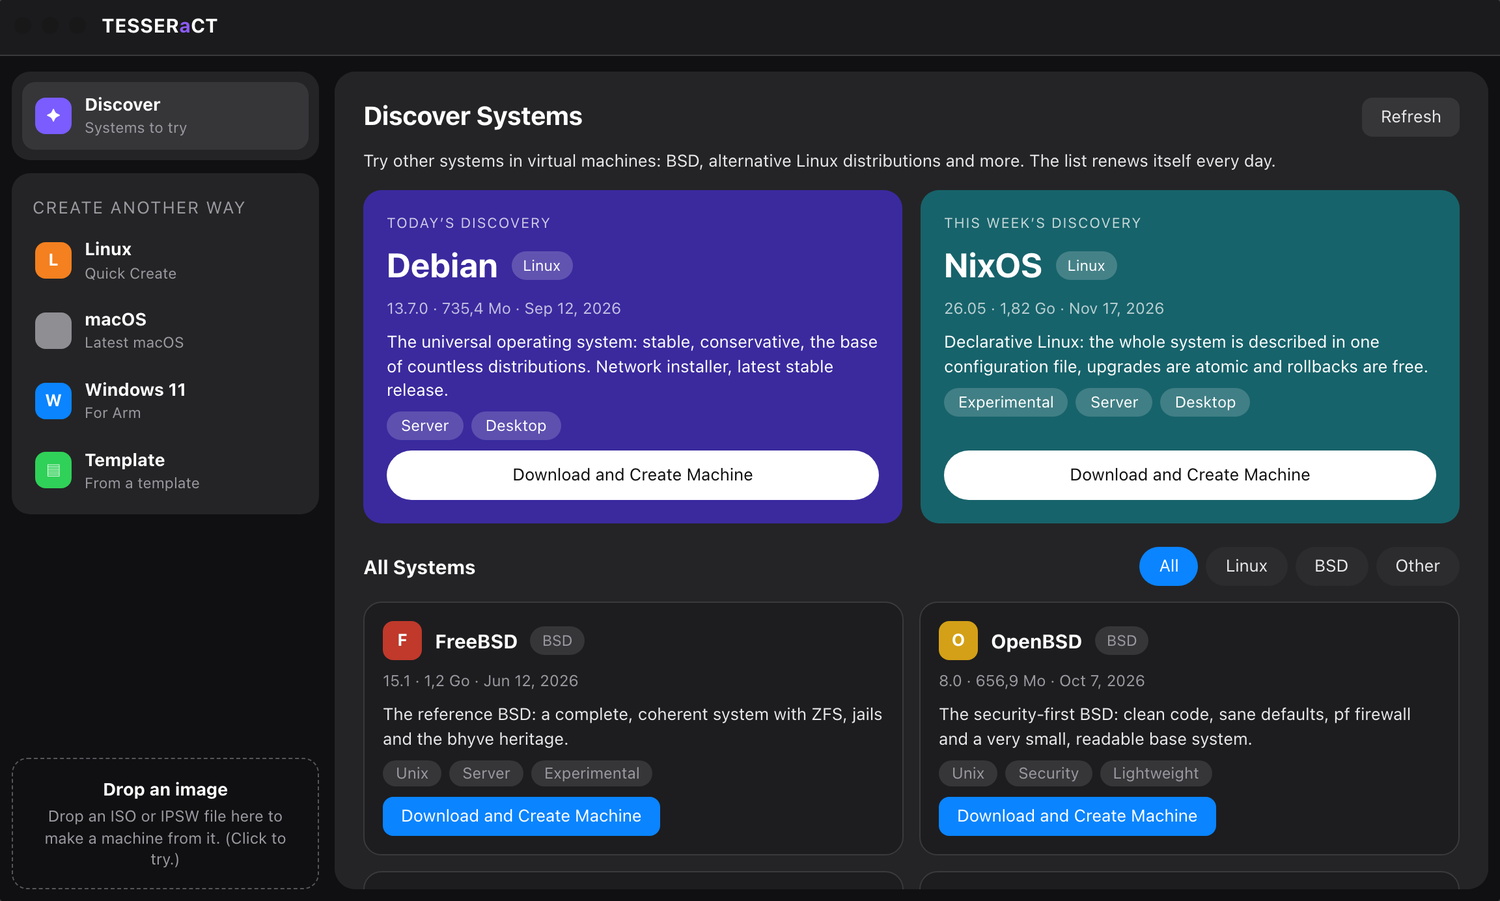 TESSERaCT
✦
Discover
Systems to try
CREATE ANOTHER WAY
L
Linux
Quick Create
macOS
Latest macOS
W
Windows 11
For Arm
Template
From a template
Drop an image
Drop an ISO or IPSW file here to
make a machine from it. (Click to
try.)
Discover Systems
Refresh
Try other systems in virtual machines: BSD, alternative Linux distributions and more. The list renews itself every day.
TODAY’S DISCOVERY
Debian Linux
13.7.0 · 735,4 Mo · Sep 12, 2026
The universal operating system: stable, conservative, the base
of countless distributions. Network installer, latest stable
release.
Server Desktop
Download and Create Machine
THIS WEEK’S DISCOVERY
NixOS Linux
26.05 · 1,82 Go · Nov 17, 2026
Declarative Linux: the whole system is described in one
configuration file, upgrades are atomic and rollbacks are free.
Experimental Server Desktop
Download and Create Machine
All Systems
All Linux BSD Other
F FreeBSD BSD
15.1 · 1,2 Go · Jun 12, 2026
The reference BSD: a complete, coherent system with ZFS, jails
and the bhyve heritage.
Unix Server Experimental
Download and Create Machine
O OpenBSD BSD
8.0 · 656,9 Mo · Oct 7, 2026
The security-first BSD: clean code, sane defaults, pf firewall
and a very small, readable base system.
Unix Security Lightweight
Download and Create Machine